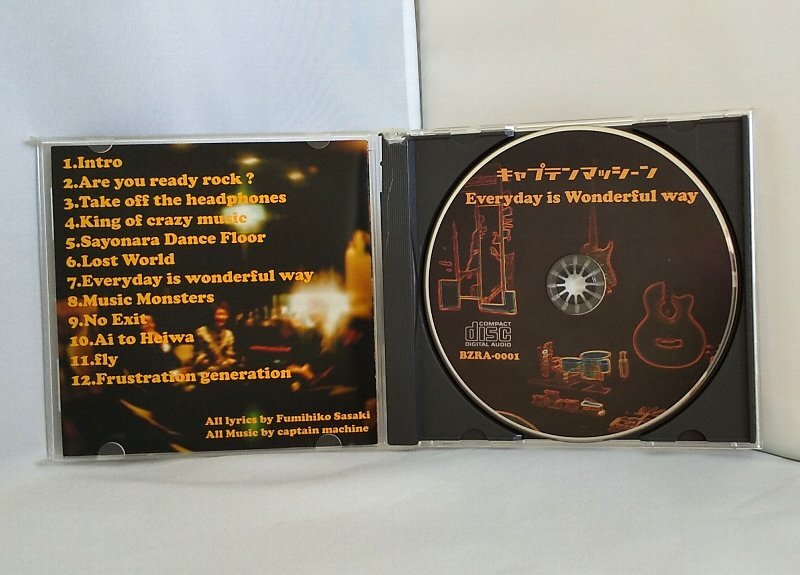 1.Intro
2.Are you ready rock ?
3.Take off the headphones
4.King of crazy music
5.Sayonara Dance Floor
6.Lost World
7.Everyday is wonderful way
8.Music Monsters
9.No Exit
10.Ai to Heiwa
11.fly
12.Frustration generation
All lyrics by Fumihiko Sasaki
All Music by captain machine
キャプテンマッシーン
Everyday is Wonderful way
COMPACT
disc
DIGITAL AUDIO
BZRA-0001